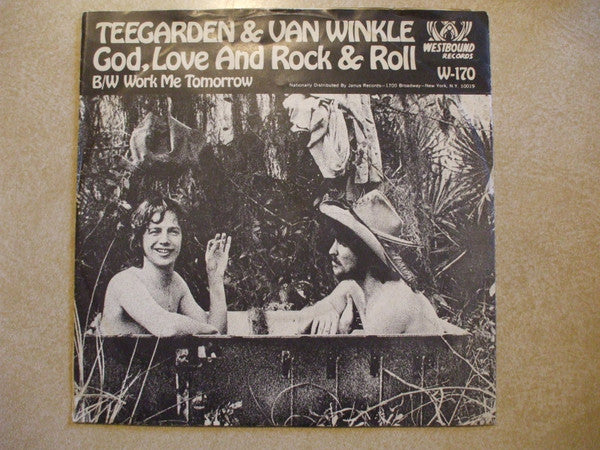 TEEGARDEN & VAN WINKLE
God, Love And Rock & Roll
B/W Work Me Tomorrow
WESTBOUND
RECORDS
W-170
Nationally Distributed By Janus Records—1700 Broadway—New York, N.Y. 10019